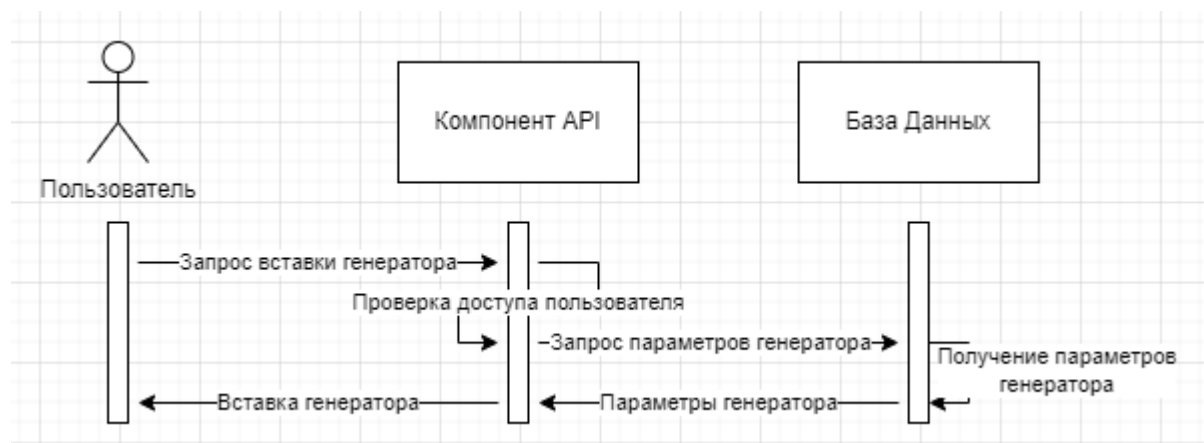 Компонент API
База Данных
Пользователь
Запрос вставки генератора
Проверка доступа пользователя
Запрос параметров генератора
Получение параметров
генератора
Вставка генератора
Параметры генератора